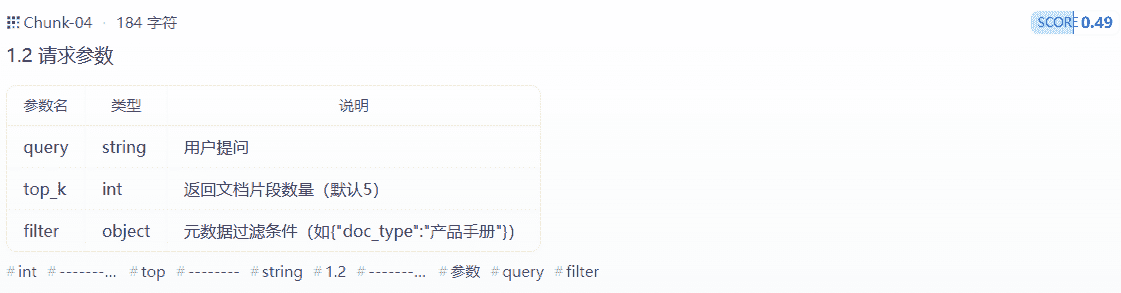 Chunk-04 · 184 字符 SCORE 0.49
1.2 请求参数
参数名 类型 说明
query string 用户提问
top_k int 返回文档片段数量（默认5）
filter object 元数据过滤条件（如{"doc_type":"产品手册"}）
#int #-------... #top #-------- #string #1.2 #-------... #参数 #query #filter